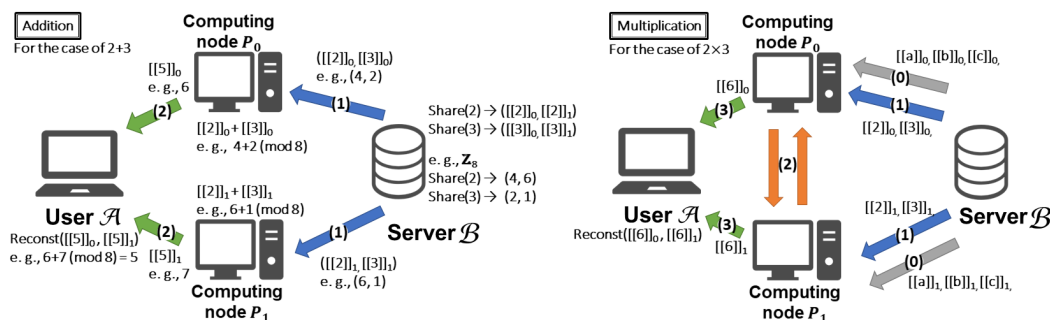 Addition
For the case of 2+3
Computing
node P₀
[[5]]₀
e. g., 6
(2)
([[2]]₀, [[3]]₀)
e. g., (4, 2)
(1)
[[2]]₀ + [[3]]₀
e. g., 4+2 (mod 8)
Share(2) → ([[2]]₀, [[2]]₁)
Share(3) → ([[3]]₀, [[3]]₁)
e. g., Z₈
Share(2) → (4, 6)
Share(3) → (2, 1)
User 𝒜
Reconst([[5]]₀, [[5]]₁)
e. g., 6+7 (mod 8) = 5
[[2]]₁ + [[3]]₁
e. g., 6+1 (mod 8)
(2)
[[5]]₁
e. g., 7
(1)
Server ℬ
([[2]]₁, [[3]]₁)
e. g., (6, 1)
Computing
node P₁
Multiplication
For the case of 2×3
Computing
node P₀
[[a]]₀, [[b]]₀, [[c]]₀,
(0)
[[6]]₀
(3)
(1)
[[2]]₀, [[3]]₀,
(2)
User 𝒜
Reconst([[6]]₀, [[6]]₁)
(3)
[[6]]₁
Server ℬ
[[2]]₁, [[3]]₁,
(1)
(0)
[[a]]₁, [[b]]₁, [[c]]₁,
Computing
node P₁